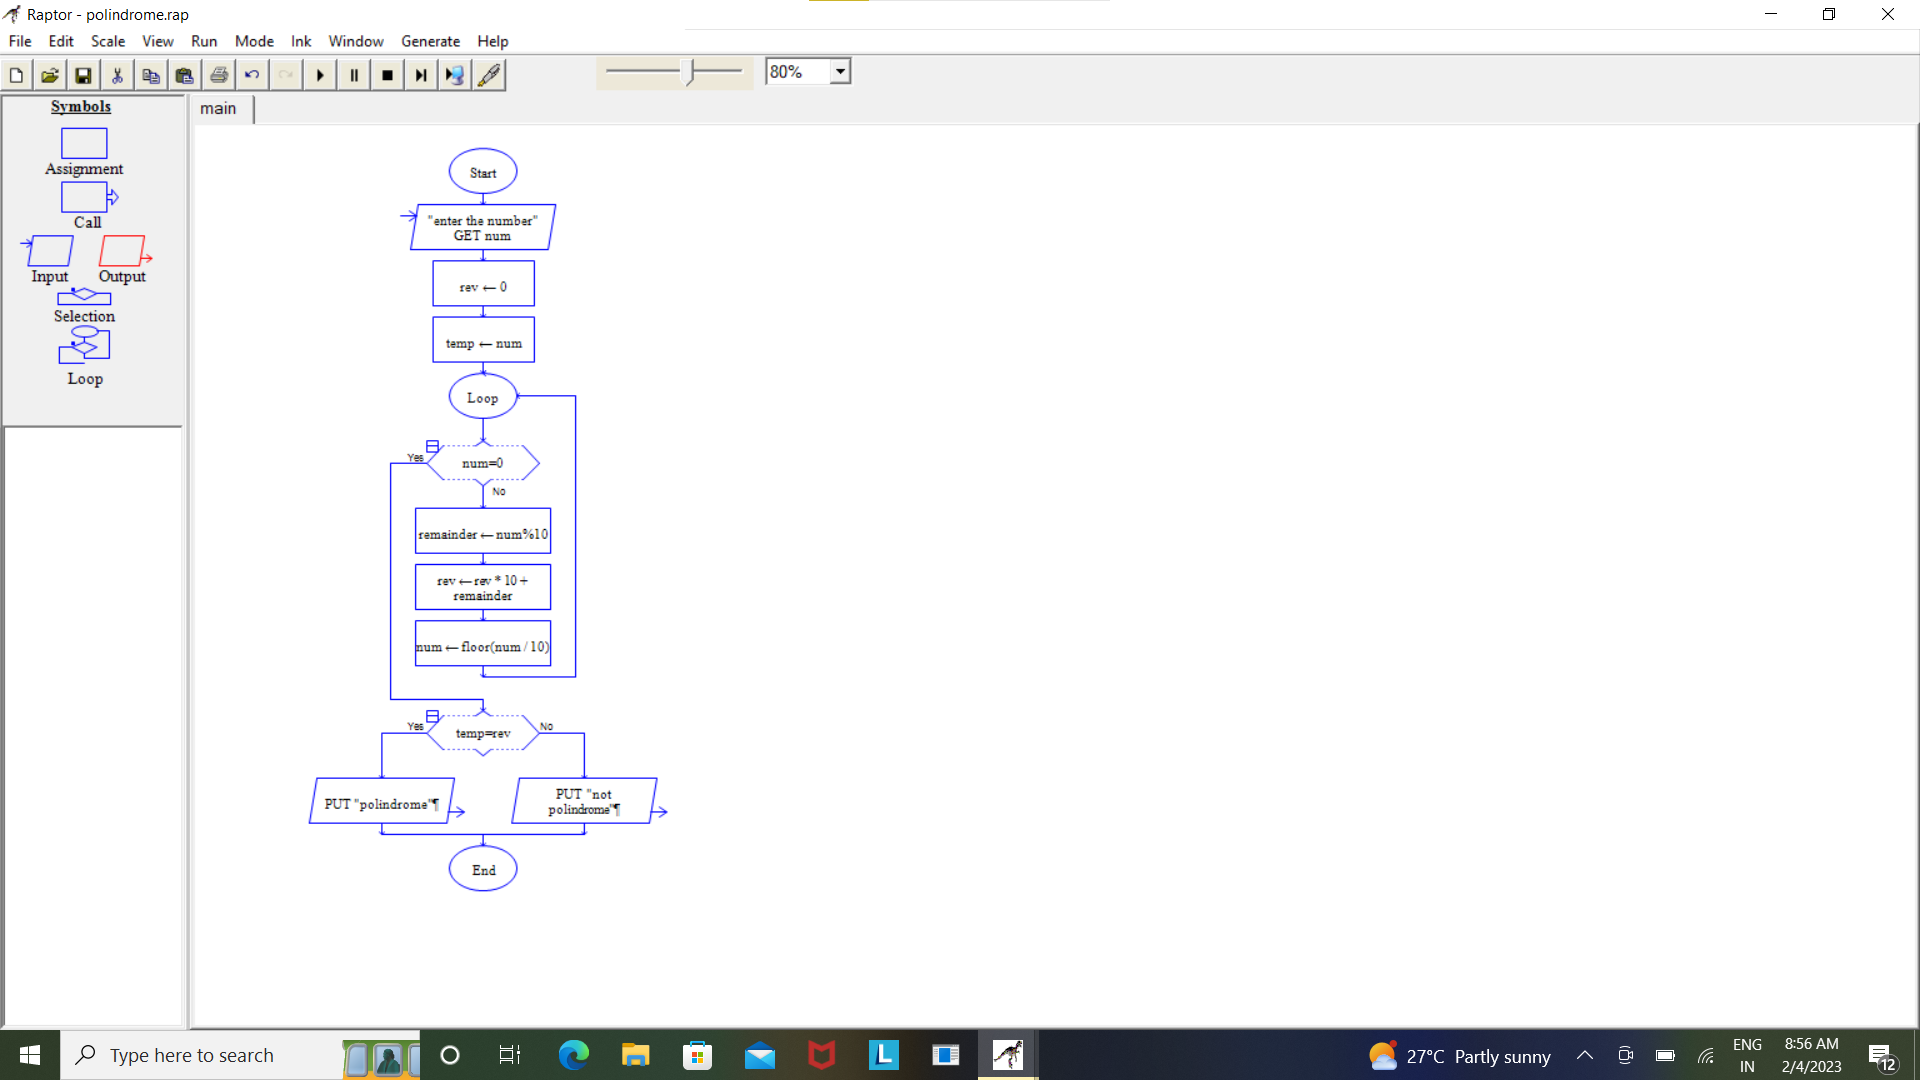 Raptor - polindrome.rap
File Edit Scale View Run Mode Ink Window Generate Help
80%
Symbols
Assignment
Call
Input Output
Selection
Loop
main
Start
"enter the number"
GET num
rev ← 0
temp ← num
Loop
Yes
num=0
No
remainder ← num%10
rev ← rev * 10 +
remainder
num ← floor(num / 10)
Yes
temp=rev
No
PUT "polindrome"¶
PUT "not
polindrome"¶
End
Type here to search
L
27°C Partly sunny
ENG
IN
8:56 AM
2/4/2023
12